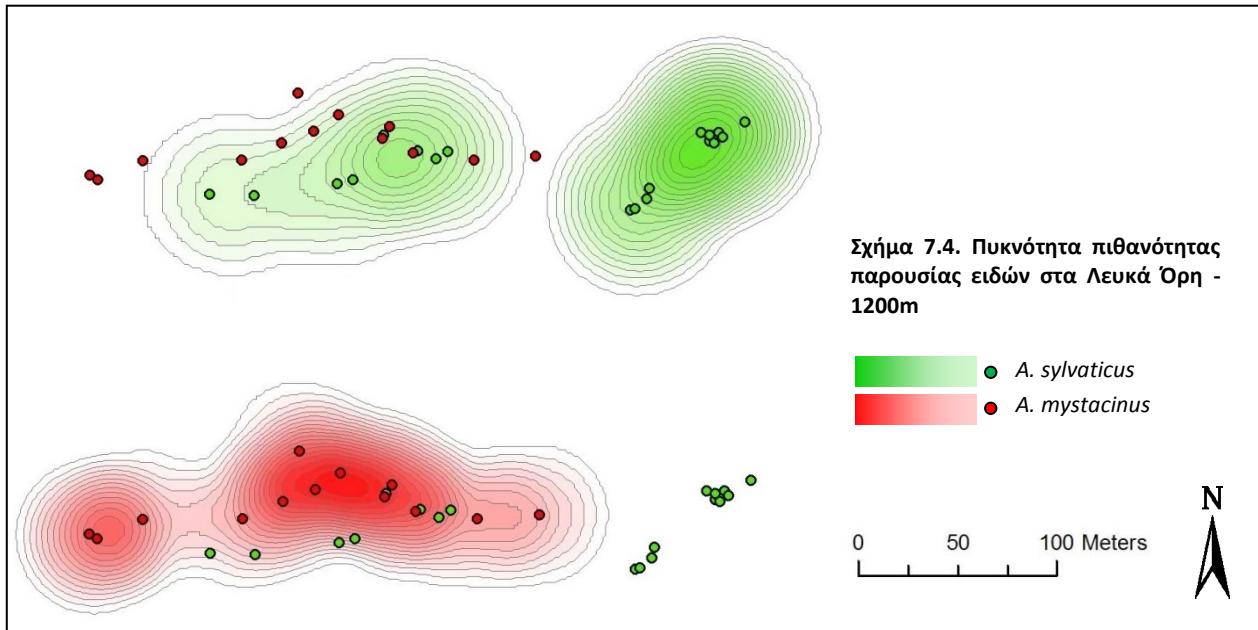 Σχήμα 7.4. Πυκνότητα πιθανότητας
παρουσίας ειδών στα Λευκά Όρη -
1200m
A. sylvaticus
A. mystacinus
N
0 50 100 Meters